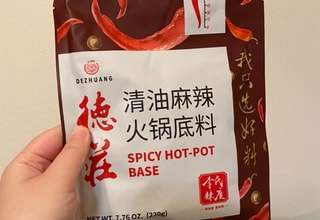 DEZHUANG
德
莊
清油麻辣
火锅底料
SPICY HOT-POT
BASE
我只选好料
NET WT. 7.76 OZ. (220g)